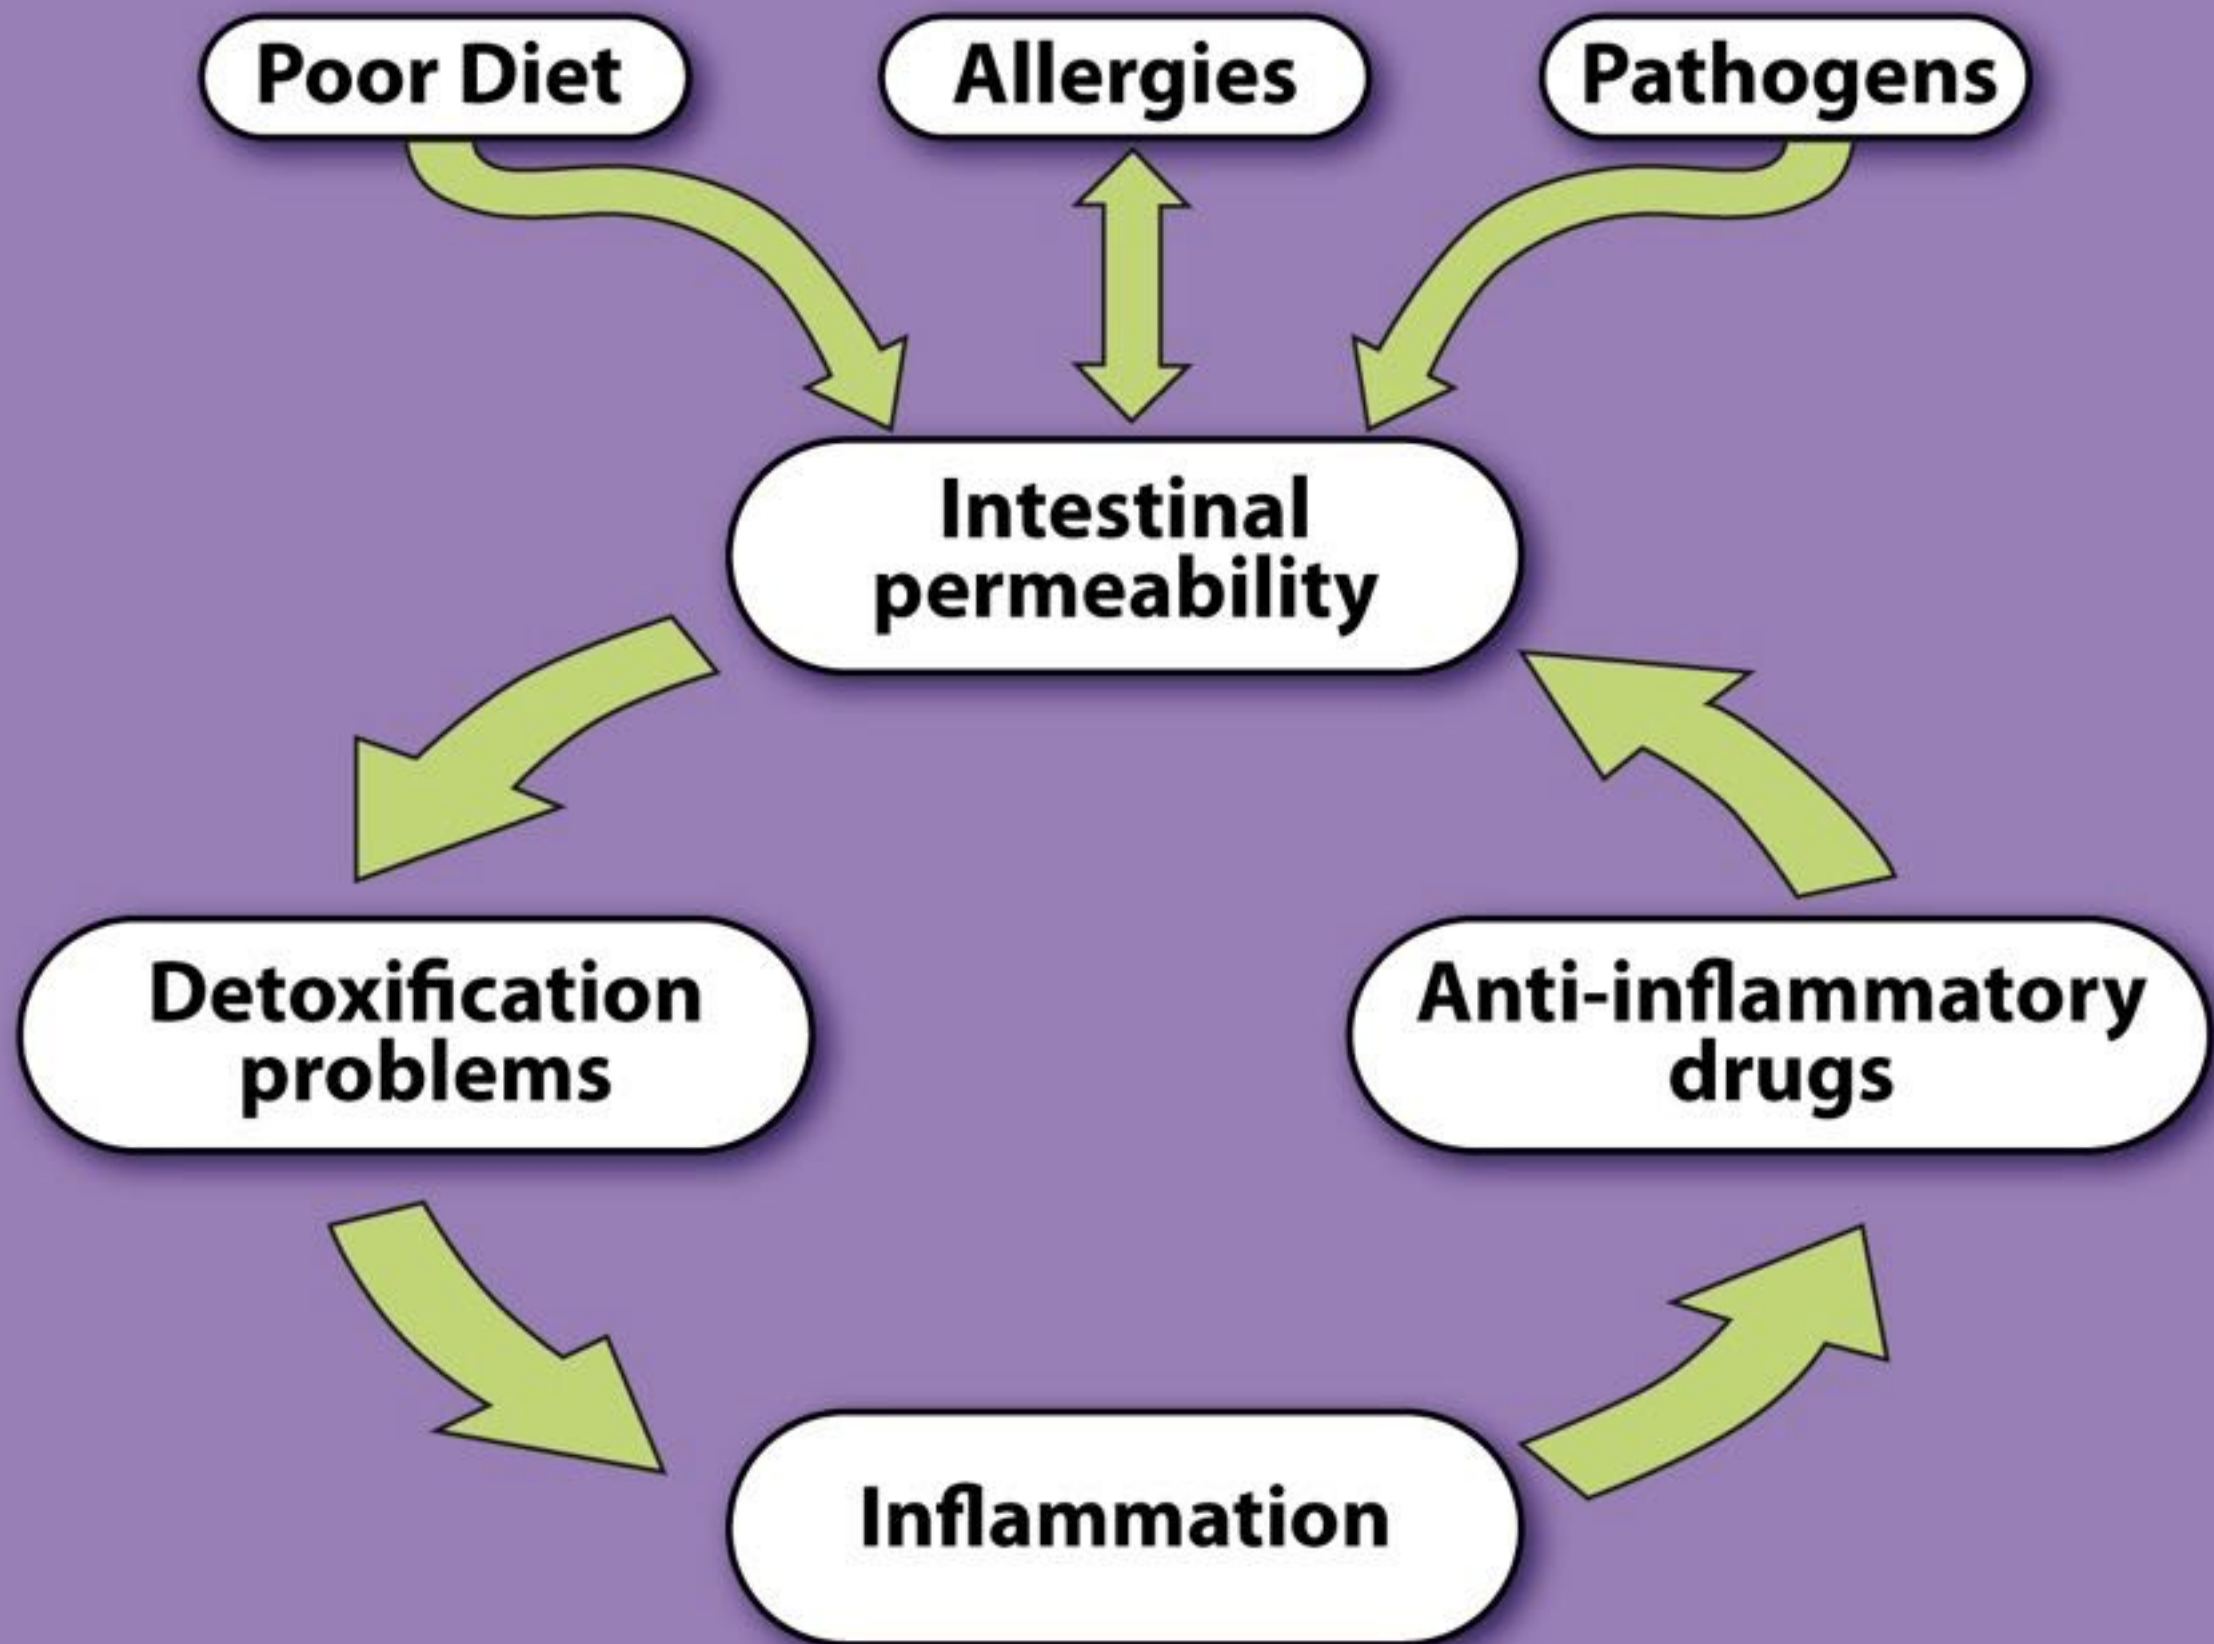 Poor Diet
Allergies
Pathogens
Intestinal
permeability
Detoxification
problems
Anti-inflammatory
drugs
Inflammation